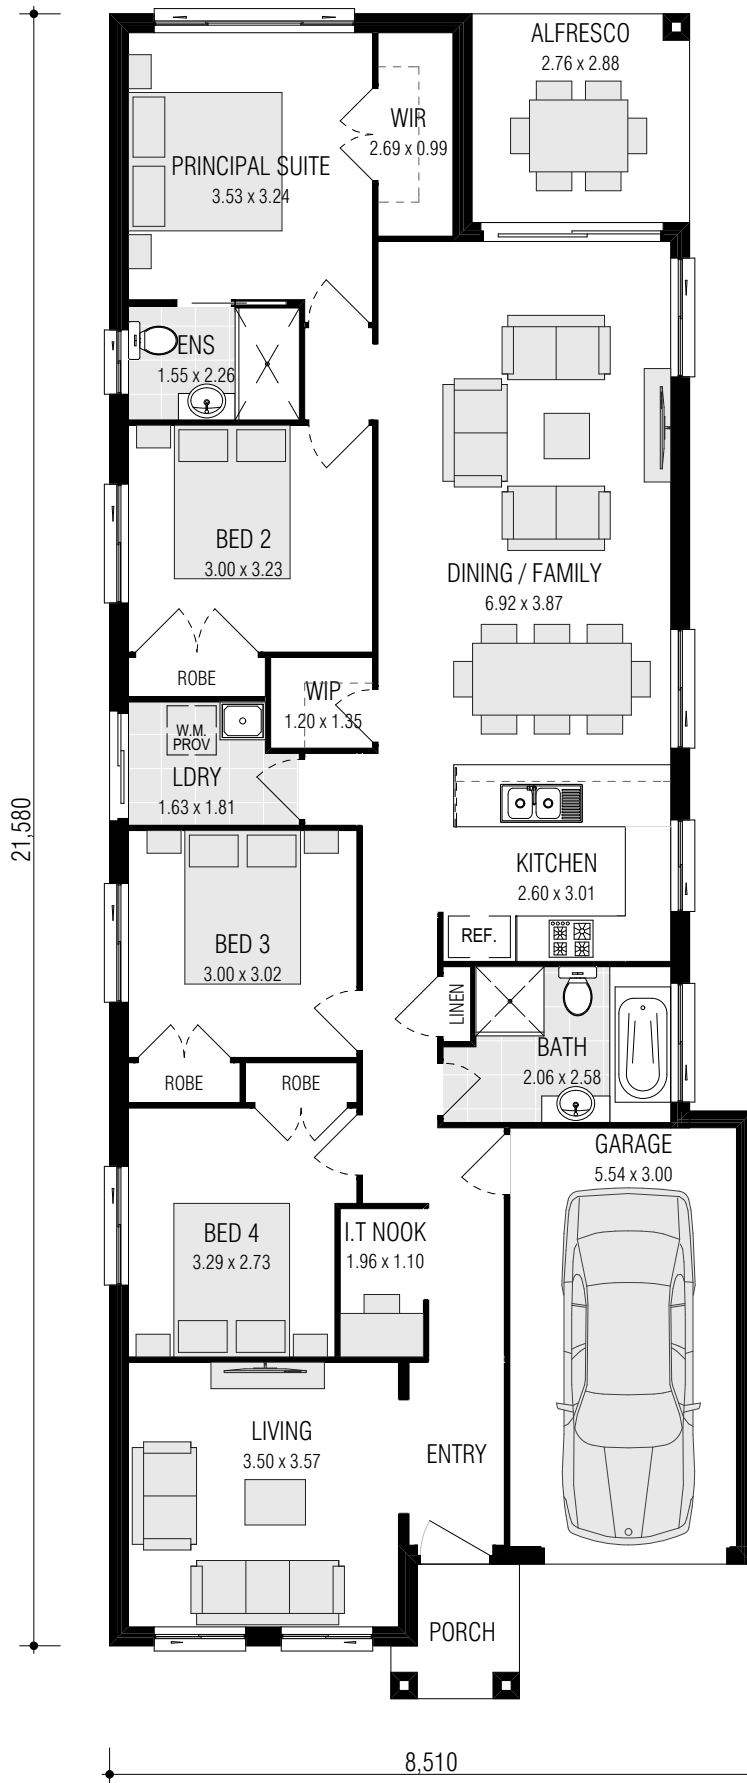 ALFRESCO
2.76 x 2.88
WIR
2.69 x 0.99
PRINCIPAL SUITE
3.53 x 3.24
ENS
1.55 x 2.26
BED 2
3.00 x 3.23
DINING / FAMILY
6.92 x 3.87
ROBE
WIP
1.20 x 1.35
W.M.
PROV
LDRY
1.63 x 1.81
21,580
KITCHEN
2.60 x 3.01
REF.
BED 3
3.00 x 3.02
LINEN
BATH
2.06 x 2.58
ROBE
ROBE
GARAGE
5.54 x 3.00
BED 4
3.29 x 2.73
I.T NOOK
1.96 x 1.10
LIVING
3.50 x 3.57
ENTRY
PORCH
8,510